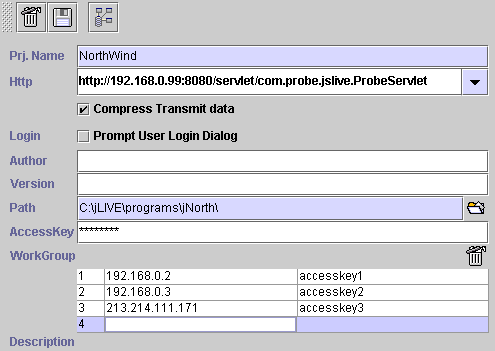 Prj. Name NorthWind
Http http://192.168.0.99:8080/servlet/com.probe.jslive.ProbeServlet
Compress Transmit data
Login Prompt User Login Dialog
Author
Version
Path C:\jLIVE\programs\jNorth\
AccessKey ********
WorkGroup
1 192.168.0.2 accesskey1
2 192.168.0.3 accesskey2
3 213.214.111.171 accesskey3
4
Description